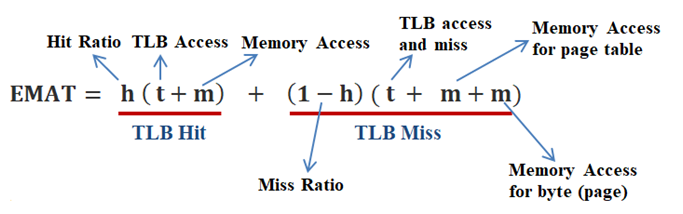 Hit Ratio TLB Access Memory Access
TLB access
and miss
Memory Access
for page table
EMAT = h ( t + m) + (1 − h) ( t + m + m)
TLB Hit
TLB Miss
Miss Ratio
Memory Access
for byte (page)